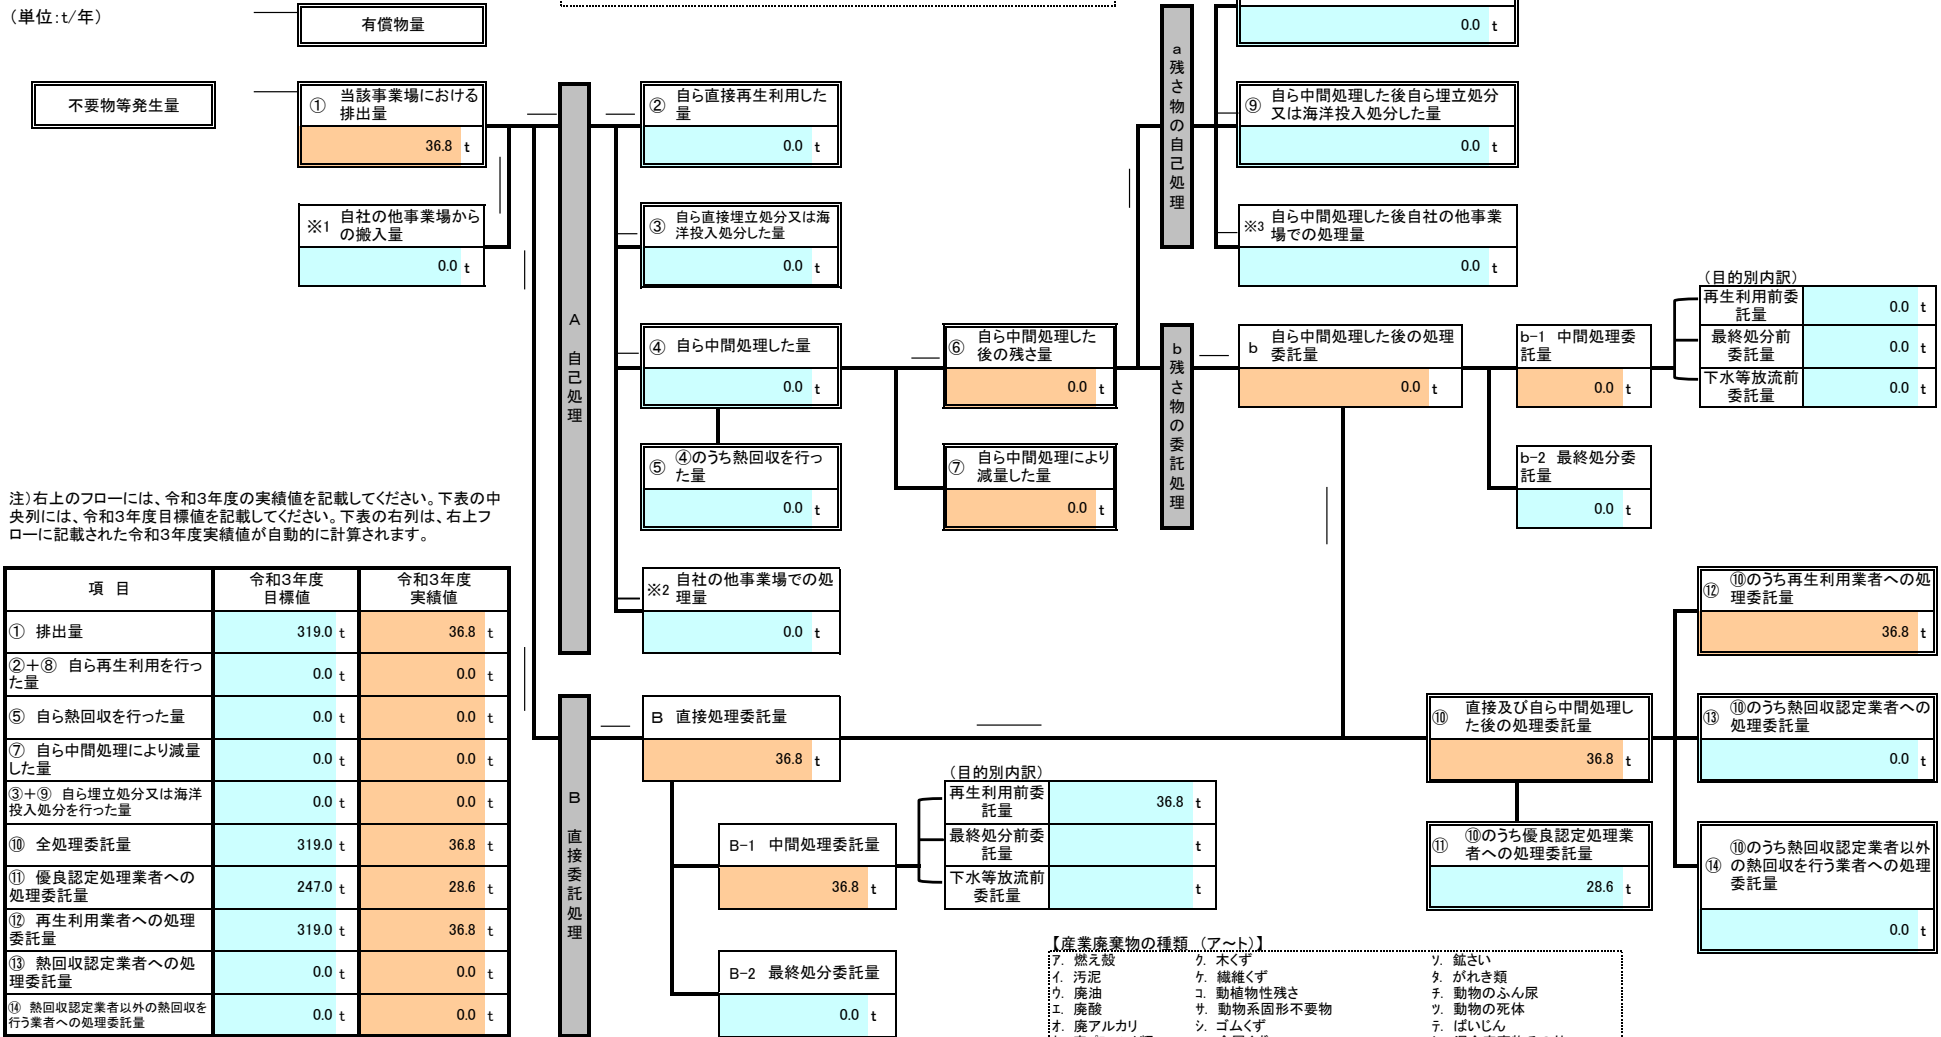 (単位:t/年)
有償物量
0.0 t
不要物等発生量
① 当該事業場における
排出量
36.8 t
※1 自社の他事業場から
の搬入量
0.0 t
A 自己処理
② 自ら直接再生利用した
量
0.0 t
③ 自ら直接埋立処分又は海
洋投入処分した量
0.0 t
④ 自ら中間処理した量
0.0 t
⑤ ④のうち熱回収を行っ
た量
0.0 t
※2 自社の他事業場での処
理量
0.0 t
⑥ 自ら中間処理した
後の残さ量
0.0 t
⑦ 自ら中間処理により
減量した量
0.0 t
a残さ物の自己処理
⑨ 自ら中間処理した後自ら埋立処分
又は海洋投入処分した量
0.0 t
※3 自ら中間処理した後自社の他事業
場での処理量
0.0 t
b残さ物の委託処理
b 自ら中間処理した後の処理
委託量
0.0 t
b-1 中間処理委
託量
0.0 t
b-2 最終処分委
託量
0.0 t
(目的別内訳)
再生利用前委
託量
0.0 t
最終処分前
委託量
0.0 t
下水等放流前
委託量
0.0 t
注)右上のフローには、令和3年度の実績値を記載してください。下表の中
央列には、令和3年度目標値を記載してください。下表の右列は、右上フ
ローに記載された令和3年度実績値が自動的に計算されます。
項 目
令和3年度
目標値
令和3年度
実績値
① 排出量 319.0 t 36.8 t
②+⑧ 自ら再生利用を行っ
た量 0.0 t 0.0 t
⑤ 自ら熱回収を行った量 0.0 t 0.0 t
⑦ 自ら中間処理により減量
した量 0.0 t 0.0 t
③+⑨ 自ら埋立処分又は海洋
投入処分を行った量 0.0 t 0.0 t
⑩ 全処理委託量 319.0 t 36.8 t
⑪ 優良認定処理業者への
処理委託量 247.0 t 28.6 t
⑫ 再生利用業者への処理
委託量 319.0 t 36.8 t
⑬ 熱回収認定業者への処
理委託量 0.0 t 0.0 t
⑭ 熱回収認定業者以外の熱回収を
行う業者への処理委託量 0.0 t 0.0 t
B 直接委託処理
B 直接処理委託量
36.8 t
B-1 中間処理委託量
36.8 t
B-2 最終処分委託量
0.0 t
(目的別内訳)
再生利用前委
託量
36.8 t
最終処分前委
託量
t
下水等放流前
委託量
t
⑩ 直接及び自ら中間処理し
た後の処理委託量
36.8 t
⑪ ⑩のうち優良認定処理業
者への処理委託量
28.6 t
⑫ ⑩のうち再生利用業者への処
理委託量
36.8 t
⑬ ⑩のうち熱回収認定業者への
処理委託量
0.0 t
⑭ ⑩のうち熱回収認定業者以外
の熱回収を行う業者への処理
委託量
0.0 t
【産業廃棄物の種類 (ア~ト)】
ア. 燃え殻 ク. 木くず ソ. 鉱さい
イ. 汚泥 ケ. 繊維くず タ. がれき類
ウ. 廃油 コ. 動植物性残さ チ. 動物のふん尿
エ. 廃酸 サ. 動物系固形不要物 ツ. 動物の死体
オ. 廃アルカリ シ. ゴムくず テ. ばいじん